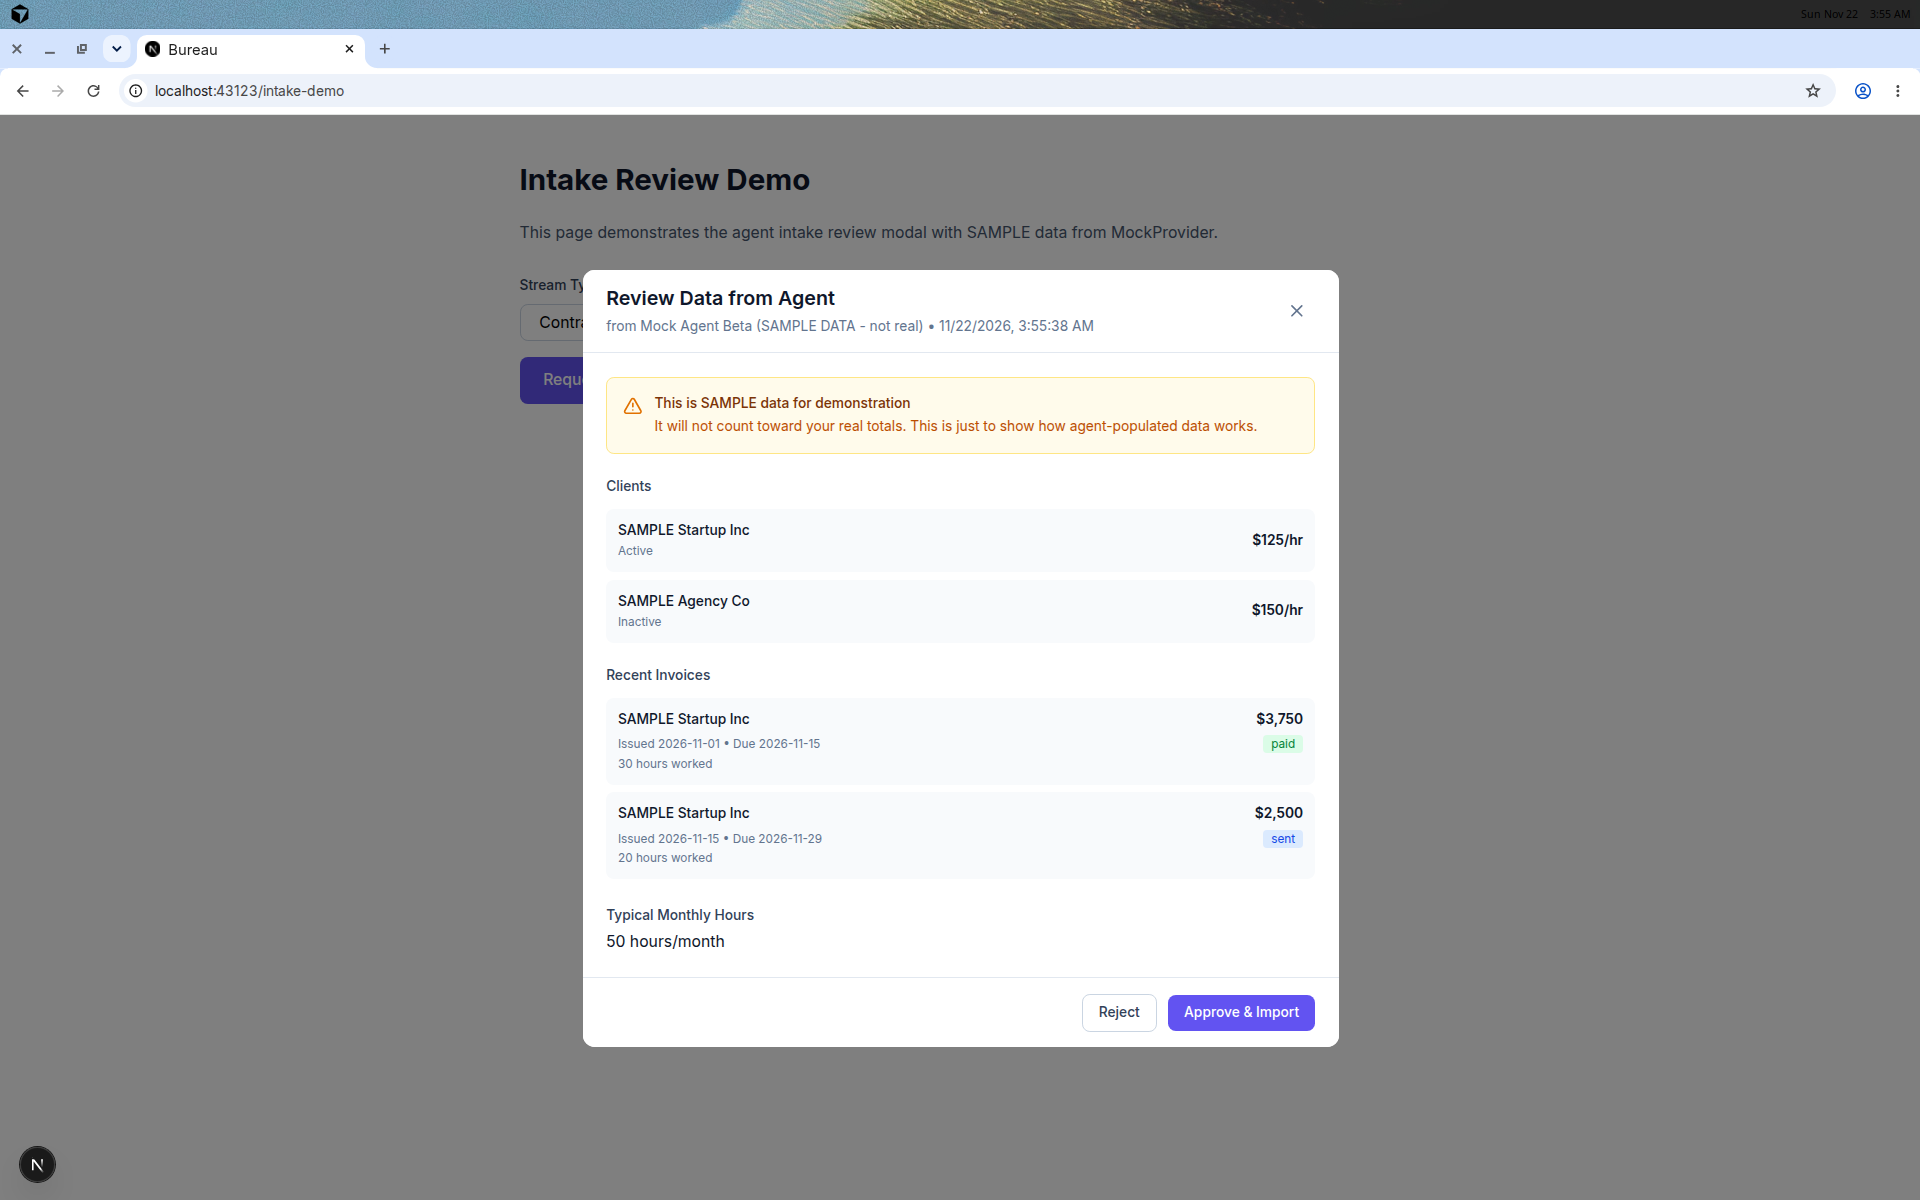 Sun Nov 22 3:55 AM
Bureau
localhost:43123/intake-demo
Intake Review Demo
This page demonstrates the agent intake review modal with SAMPLE data from MockProvider.
Stream Ty
Contra
Reque
Review Data from Agent
from Mock Agent Beta (SAMPLE DATA - not real) • 11/22/2026, 3:55:38 AM
This is SAMPLE data for demonstration
It will not count toward your real totals. This is just to show how agent-populated data works.
Clients
SAMPLE Startup Inc
Active
$125/hr
SAMPLE Agency Co
Inactive
$150/hr
Recent Invoices
SAMPLE Startup Inc
$3,750
Issued 2026-11-01 • Due 2026-11-15
paid
30 hours worked
SAMPLE Startup Inc
$2,500
Issued 2026-11-15 • Due 2026-11-29
sent
20 hours worked
Typical Monthly Hours
50 hours/month
Reject
Approve & Import
N